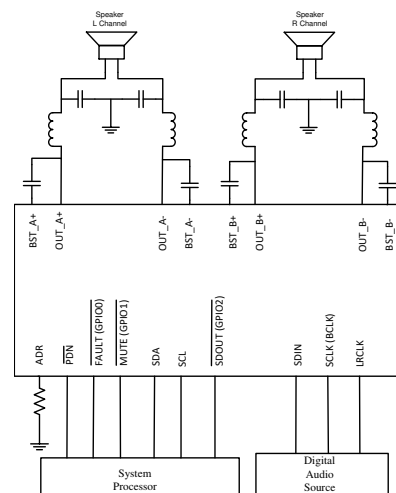 Speaker
L Channel
Speaker
R Channel
BST_A+
OUT_A+
OUT_A-
BST_A-
BST_B+
OUT_B+
OUT_B-
BST_B-
ADR
PDN
FAULT (GPIO0)
MUTE (GPIO1)
SDA
SCL
SDOUT (GPIO2)
SDIN
SCLK (BCLK)
LRCLK
System
Processor
Digital
Audio
Source